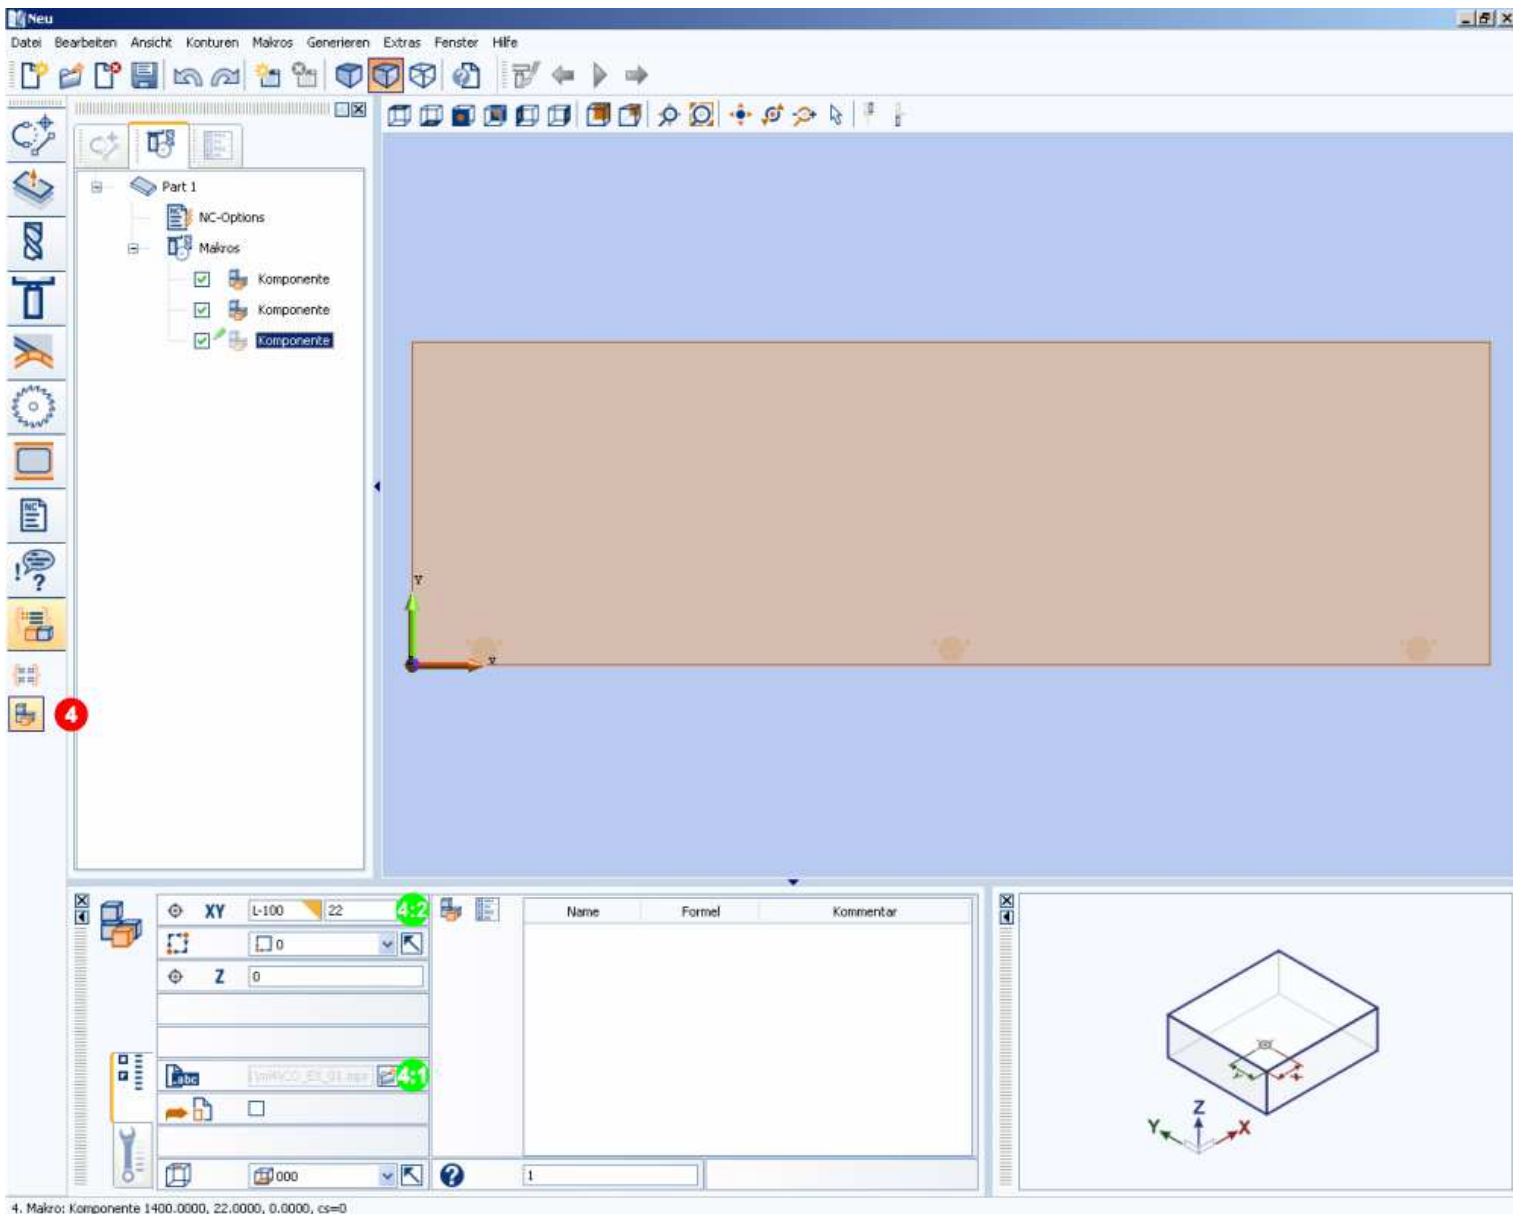 Neu
Datei Bearbeiten Ansicht Konturen Makros Generieren Extras Fenster Hilfe
Part 1
NC-Options
Makros
Komponente
Komponente
Komponente
Y
4
XY L-100 22 4:2
0
Z 0
.abc 4:1
000
Name Formel Kommentar
1
Z
Y X
4. Makro: Komponente 1400.0000, 22.0000, 0.0000, cs=0